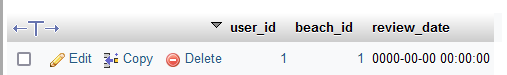 user_id beach_id review_date
Edit Copy Delete 1 1 0000-00-00 00:00:00